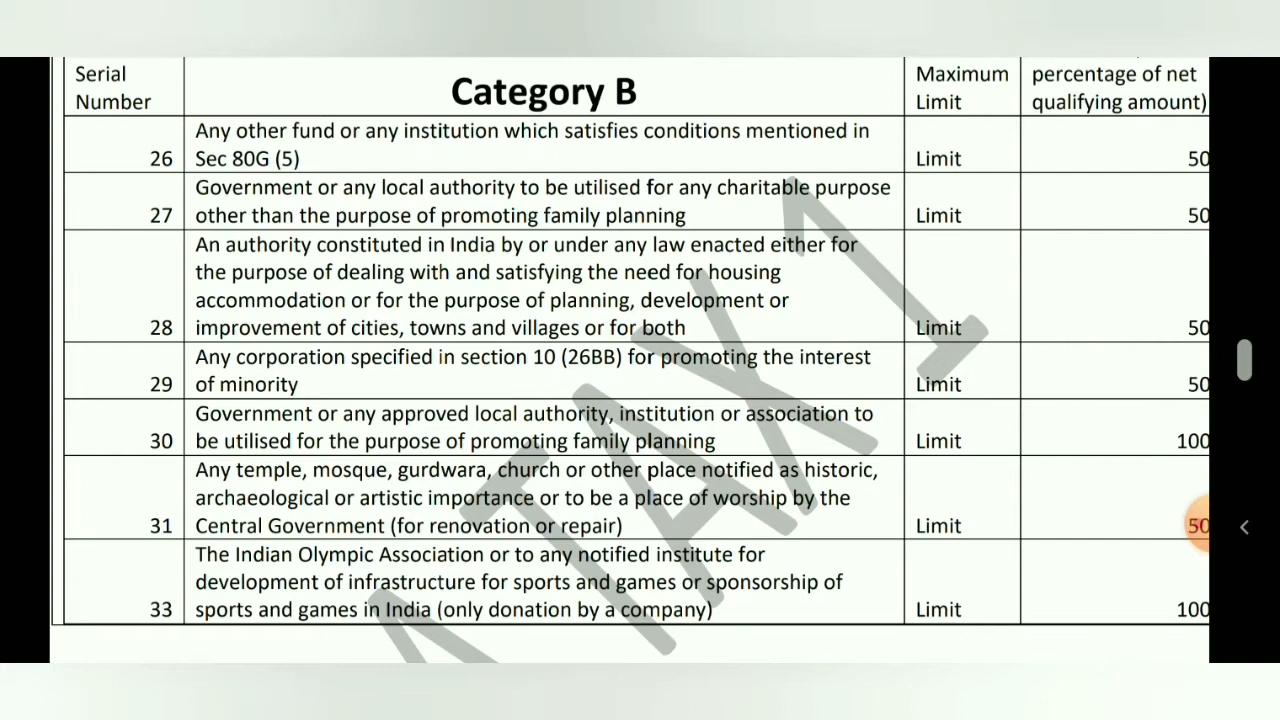 Serial
Number
Category B
Maximum
Limit
percentage of net
qualifying amount)
Any other fund or any institution which satisfies conditions mentioned in
26 Sec 80G (5) Limit 50
Government or any local authority to be utilised for any charitable purpose
27 other than the purpose of promoting family planning Limit 50
An authority constituted in India by or under any law enacted either for
the purpose of dealing with and satisfying the need for housing
accommodation or for the purpose of planning, development or
28 improvement of cities, towns and villages or for both Limit 50
Any corporation specified in section 10 (26BB) for promoting the interest
29 of minority Limit 50
Government or any approved local authority, institution or association to
30 be utilised for the purpose of promoting family planning Limit 100
Any temple, mosque, gurdwara, church or other place notified as historic,
archaeological or artistic importance or to be a place of worship by the
31 Central Government (for renovation or repair) Limit 50
The Indian Olympic Association or to any notified institute for
development of infrastructure for sports and games or sponsorship of
33 sports and games in India (only donation by a company) Limit 100
A TAX 1